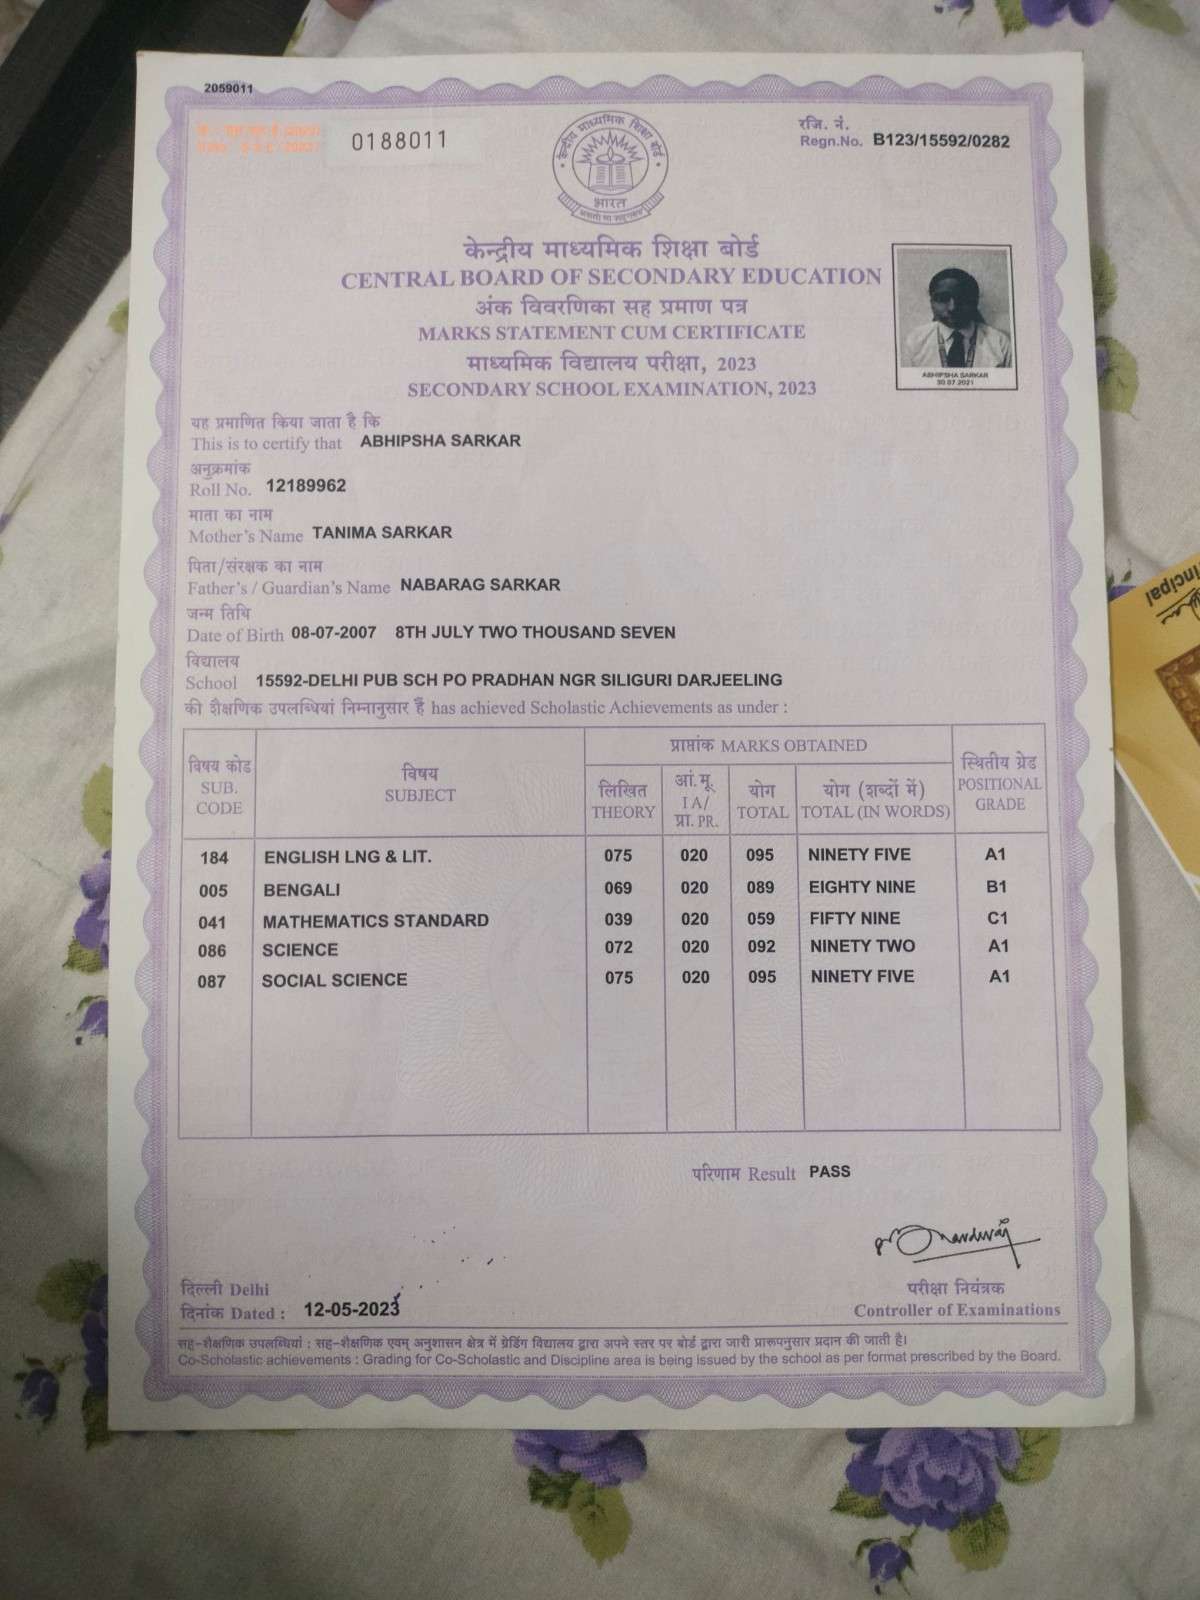 2059011
0188011
रजि. नं.
Regn.No. B123/15592/0282
केन्द्रीय माध्यमिक शिक्षा बोर्ड
भारत
केन्द्रीय माध्यमिक शिक्षा बोर्ड
CENTRAL BOARD OF SECONDARY EDUCATION
अंक विवरणिका सह प्रमाण पत्र
MARKS STATEMENT CUM CERTIFICATE
माध्यमिक विद्यालय परीक्षा, 2023
SECONDARY SCHOOL EXAMINATION, 2023
ABHIPSHA SARKAR
30.07.2021
यह प्रमाणित किया जाता है कि
This is to certify that ABHIPSHA SARKAR
अनुक्रमांक
Roll No. 12189962
माता का नाम
Mother's Name TANIMA SARKAR
पिता/संरक्षक का नाम
Father's / Guardian's Name NABARAG SARKAR
जन्म तिथि
Date of Birth 08-07-2007 8TH JULY TWO THOUSAND SEVEN
विद्यालय
School 15592-DELHI PUB SCH PO PRADHAN NGR SILIGURI DARJEELING
की शैक्षणिक उपलब्धियां निम्नानुसार हैं has achieved Scholastic Achievements as under :
विषय कोड SUB. CODE विषय SUBJECT प्राप्तांक MARKS OBTAINED स्थितीय ग्रेड POSITIONAL GRADE
लिखित THEORY आं.मू. I A/ प्रा. PR. योग TOTAL योग (शब्दों में) TOTAL (IN WORDS)
184 ENGLISH LNG & LIT. 075 020 095 NINETY FIVE A1
005 BENGALI 069 020 089 EIGHTY NINE B1
041 MATHEMATICS STANDARD 039 020 059 FIFTY NINE C1
086 SCIENCE 072 020 092 NINETY TWO A1
087 SOCIAL SCIENCE 075 020 095 NINETY FIVE A1
परिणाम Result PASS
दिल्ली Delhi
दिनांक Dated : 12-05-2023
परीक्षा नियंत्रक
Controller of Examinations
सह-शैक्षणिक उपलब्धियां : सह-शैक्षणिक एवम् अनुशासन क्षेत्र में ग्रेडिंग विद्यालय द्वारा अपने स्तर पर बोर्ड द्वारा जारी प्रारूपनुसार प्रदान की जाती है।
Co-Scholastic achievements : Grading for Co-Scholastic and Discipline area is being issued by the school as per format prescribed by the Board.